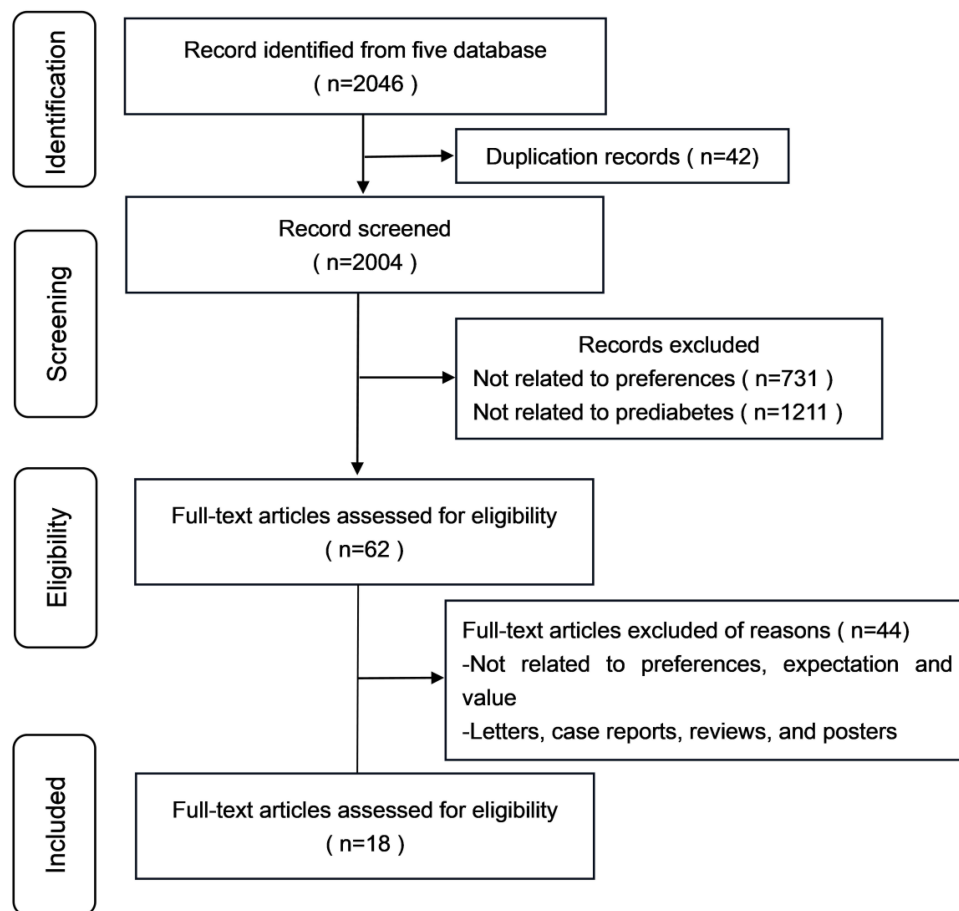 Identification
Record identified from five database
( n=2046 )
Duplication records ( n=42)
Screening
Record screened
( n=2004 )
Records excluded
Not related to preferences ( n=731 )
Not related to prediabetes ( n=1211 )
Eligibility
Full-text articles assessed for eligibility
( n=62 )
Full-text articles excluded of reasons ( n=44)
-Not related to preferences, expectation and
value
-Letters, case reports, reviews, and posters
Included
Full-text articles assessed for eligibility
( n=18 )